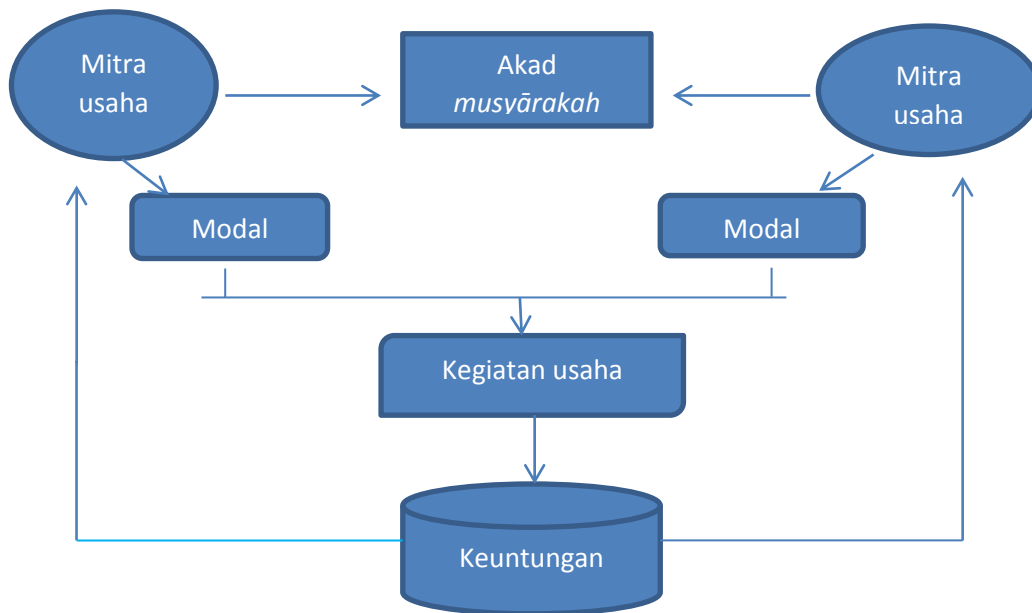 Mitra
usaha
Akad
musyārakah
Mitra
usaha
Modal
Modal
Kegiatan usaha
Keuntungan